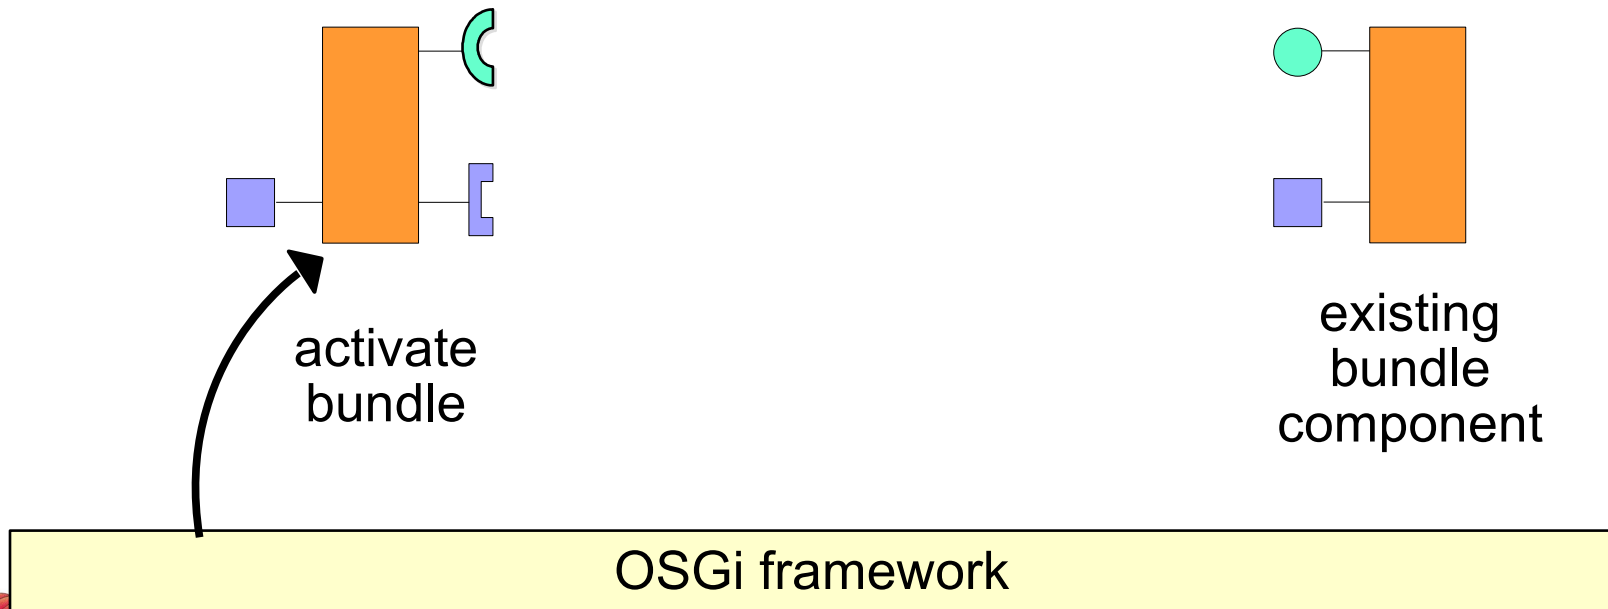 activate
bundle
existing
bundle
component
OSGi framework